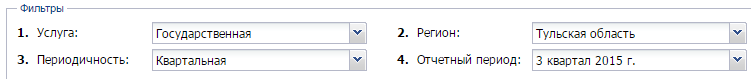 Фильтры
1. Услуга: Государственная 2. Регион: Тульская область
3. Периодичность: Квартальная 4. Отчетный период: 3 квартал 2015 г.